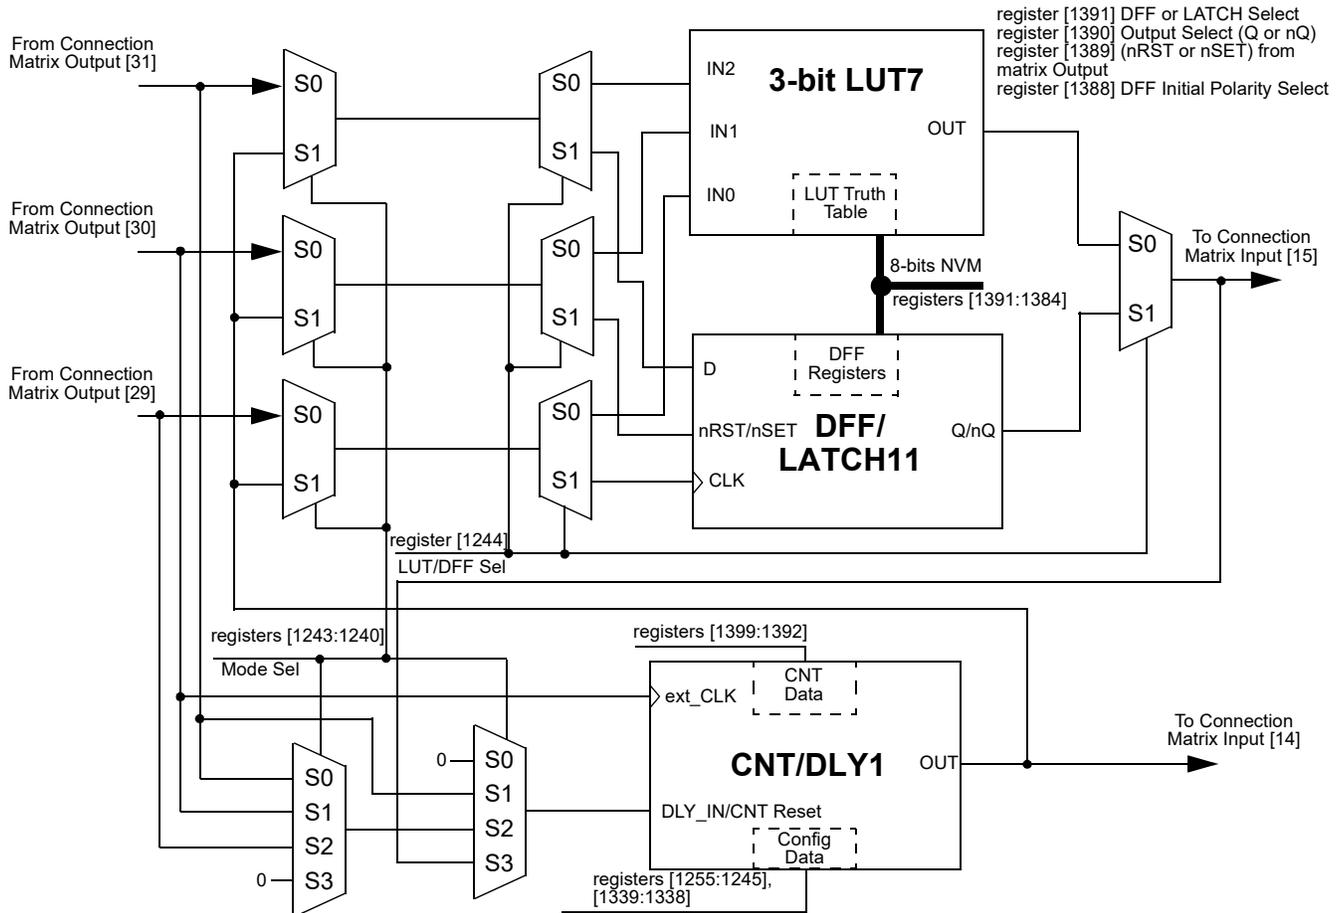 register [1391] DFF or LATCH Select
register [1390] Output Select (Q or nQ)
register [1389] (nRST or nSET) from
matrix Output
register [1388] DFF Initial Polarity Select
From Connection
Matrix Output [31]
S0
S1
S0
S1
IN2
3-bit LUT7
IN1
OUT
IN0
LUT Truth
Table
From Connection
Matrix Output [30]
S0
S1
S0
S1
8-bits NVM
registers [1391:1384]
S0
S1
To Connection
Matrix Input [15]
From Connection
Matrix Output [29]
S0
S1
S0
S1
D
DFF
Registers
nRST/nSET
DFF/
LATCH11
Q/nQ
CLK
register [1244]
LUT/DFF Sel
registers [1243:1240]
Mode Sel
registers [1399:1392]
ext_CLK
CNT
Data
CNT/DLY1
OUT
To Connection
Matrix Input [14]
DLY_IN/CNT Reset
Config
Data
0
S0
S1
S2
S3
S0
S1
S2
0
S3
registers [1255:1245],
[1339:1338]